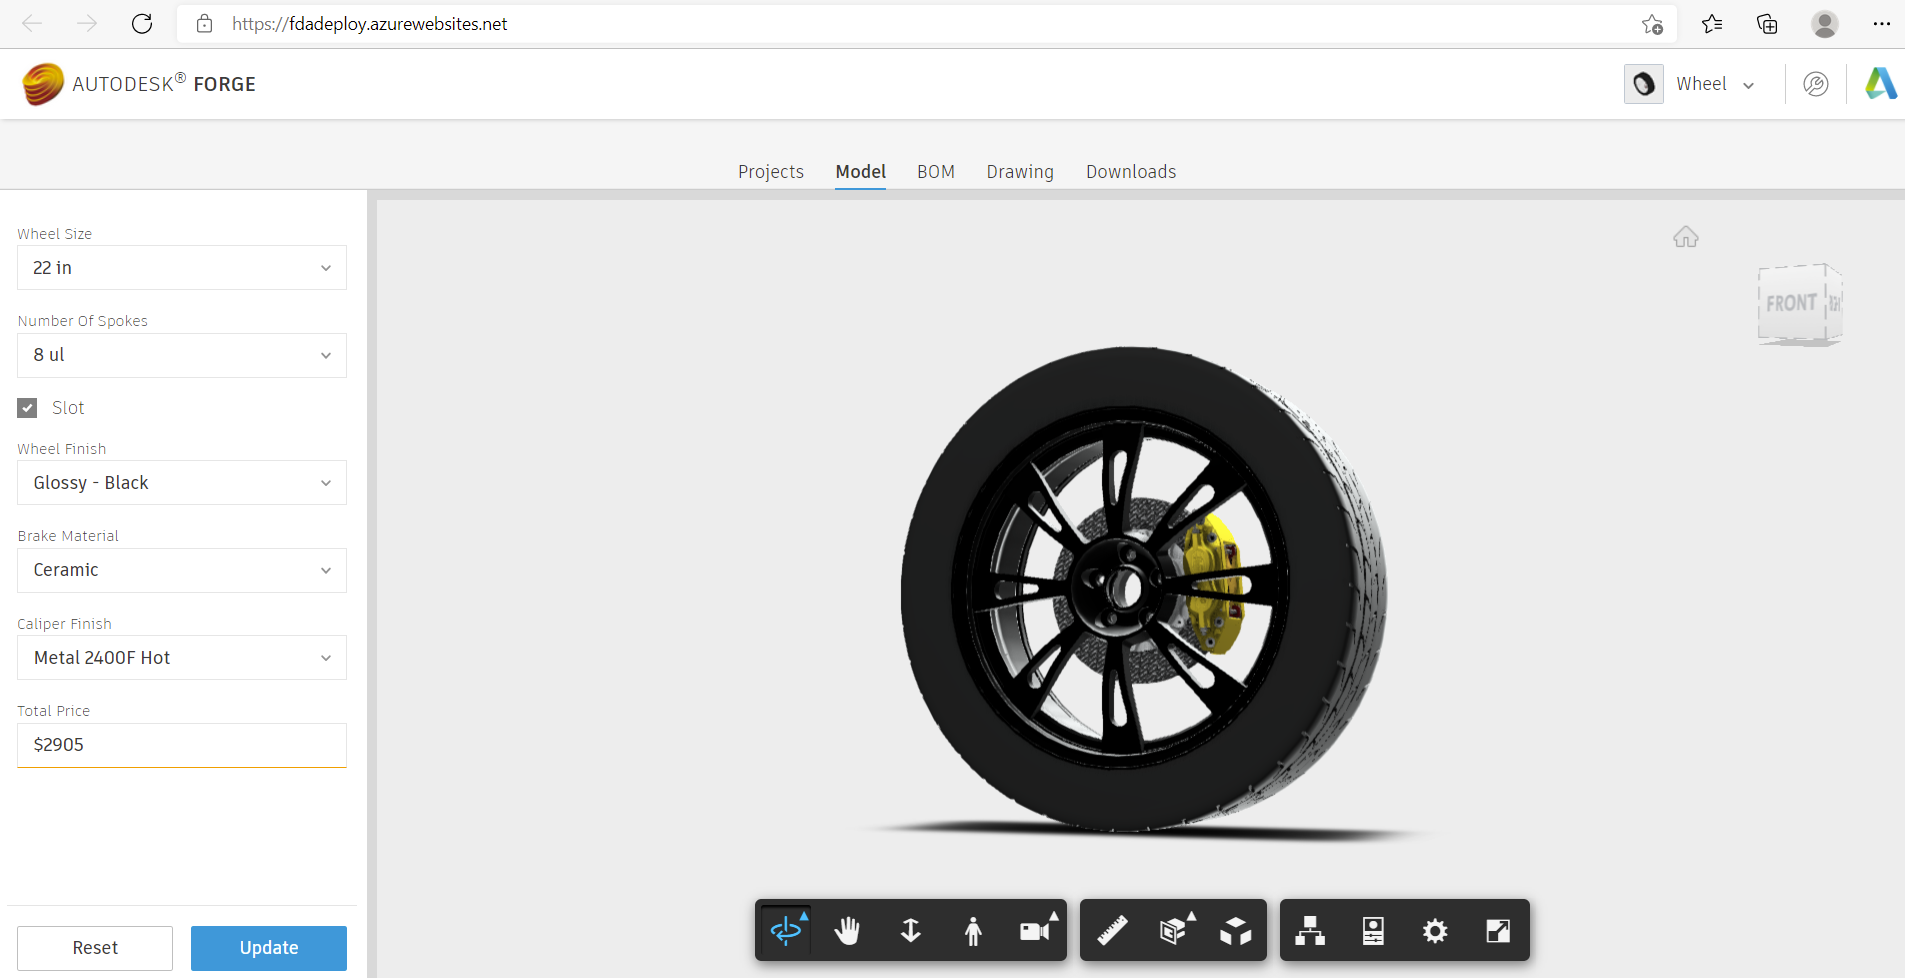 https://fdadeploy.azurewebsites.net
AUTODESK® FORGE
Wheel
Projects Model BOM Drawing Downloads
Wheel Size
22 in
Number Of Spokes
8 ul
Slot
Wheel Finish
Glossy - Black
Brake Material
Ceramic
Caliper Finish
Metal 2400F Hot
Total Price
$2905
Reset Update
FRONT